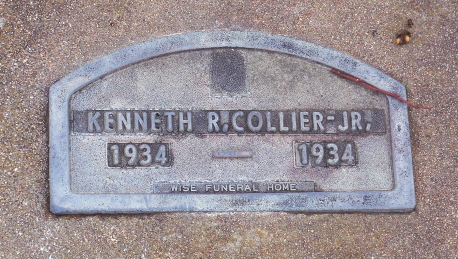 KENNETH R. COLLIER-JR.
1934 — 1934
WISE FUNERAL HOME